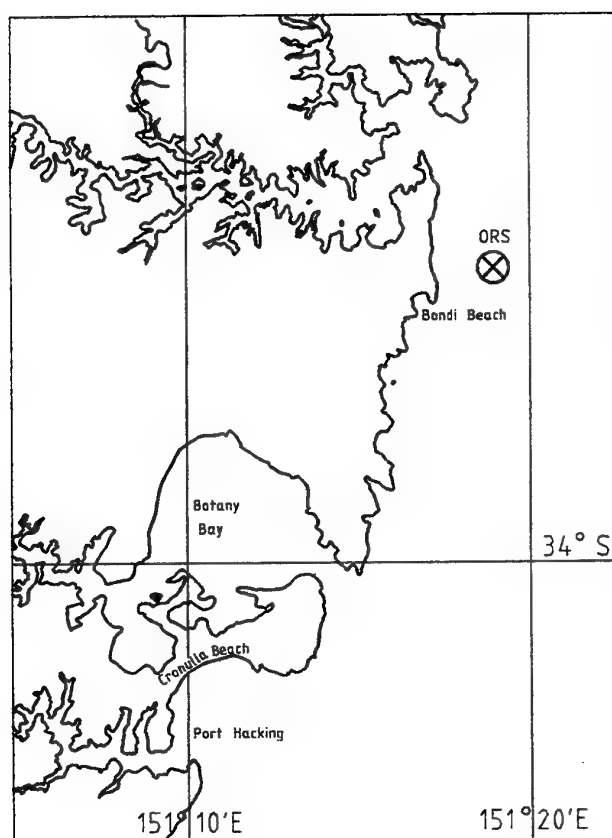 ORS
Bondi Beach
Botany
Bay
34° S
Cronulla Beach
Port Hacking
151° 10'E
151° 20'E